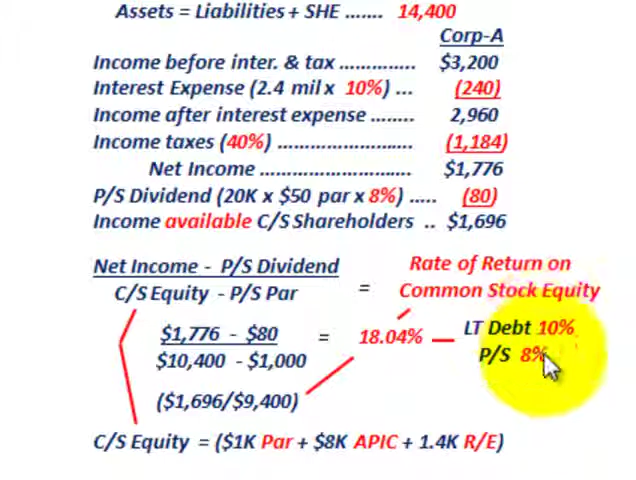 Assets = Liabilities + SHE ....... 14,400
Corp-A
Income before inter. & tax .............. $3,200
Interest Expense (2.4 mil x 10%) ... (240)
Income after interest expense ........ 2,960
Income taxes (40%) ......................... (1,184)
Net Income ............................ $1,776
P/S Dividend (20K x $50 par x 8%) ..... (80)
Income available C/S Shareholders .. $1,696
Net Income - P/S Dividend
C/S Equity - P/S Par
=
Rate of Return on
Common Stock Equity
$1,776 - $80
$10,400 - $1,000
= 18.04%
LT Debt 10%
P/S 8%
($1,696/$9,400)
C/S Equity = ($1K Par + $8K APIC + 1.4K R/E)